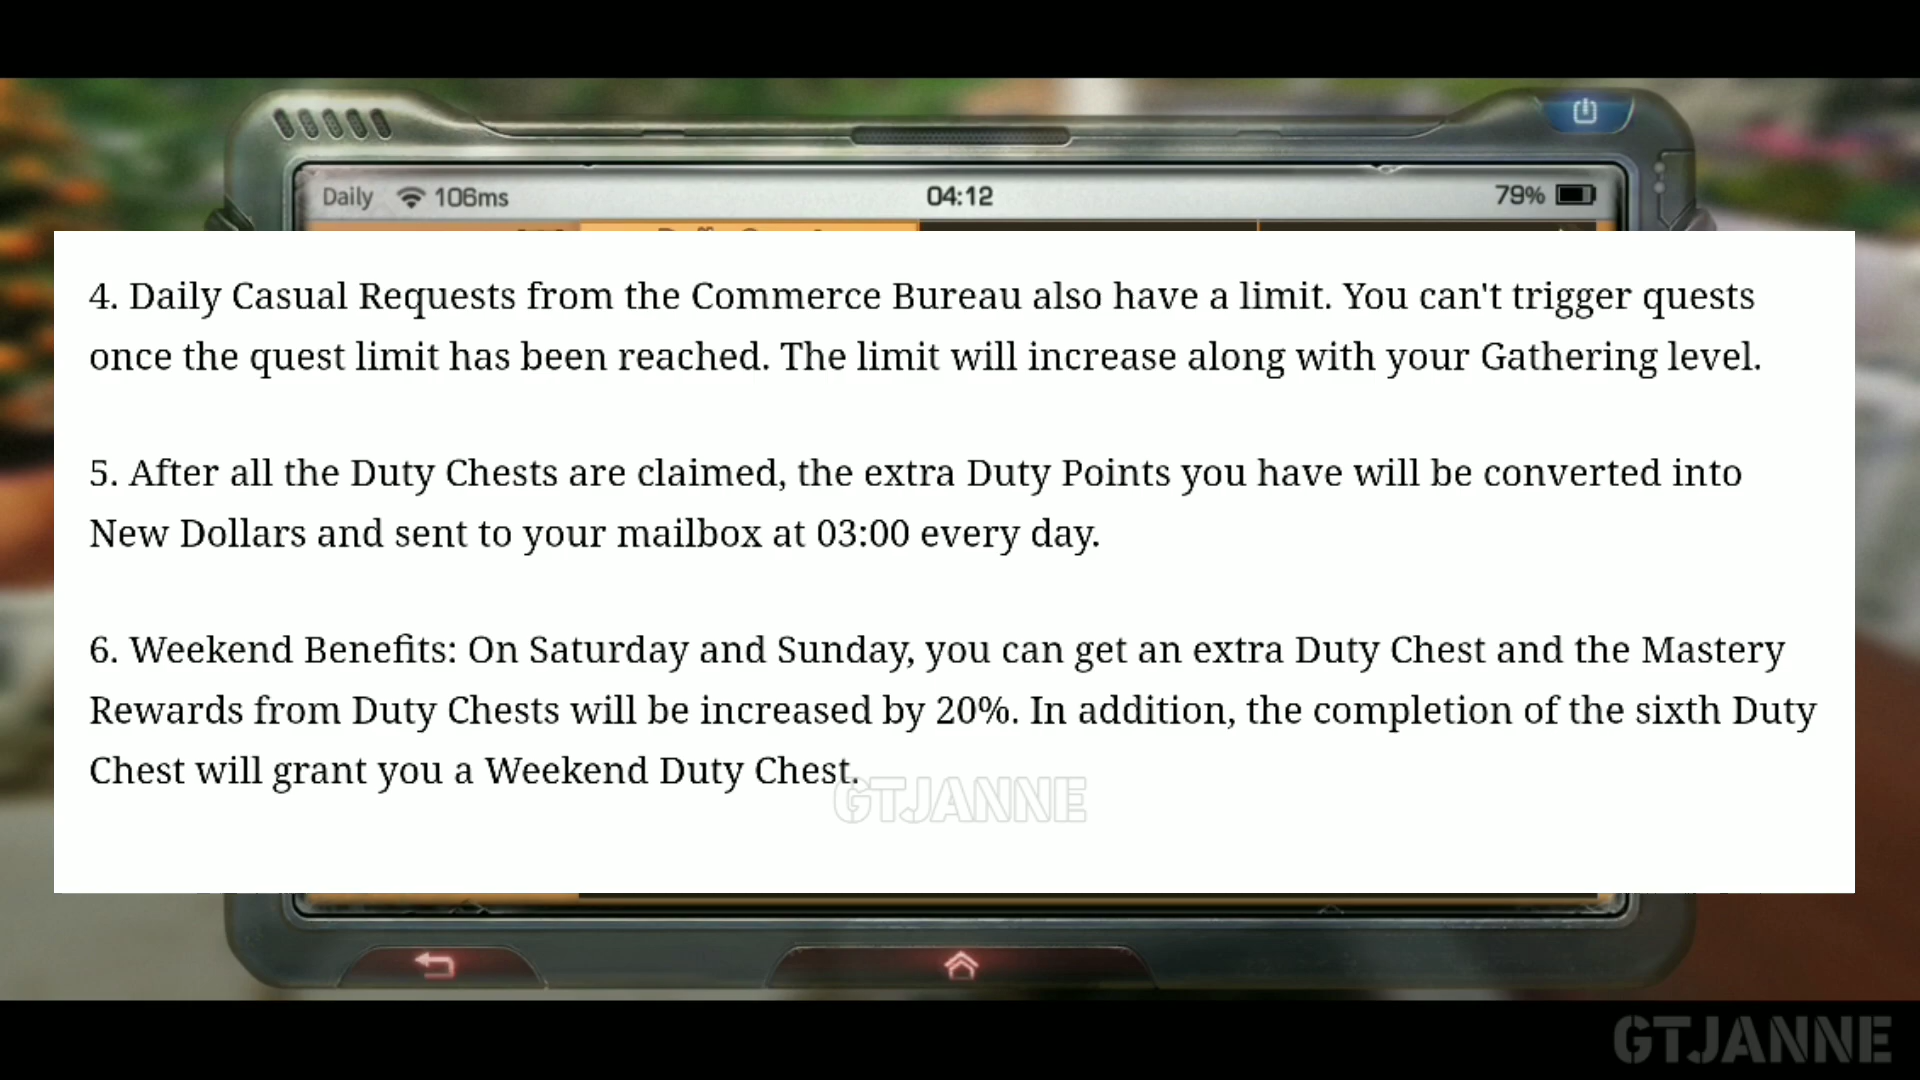 Daily 106ms 04:12 79%
4. Daily Casual Requests from the Commerce Bureau also have a limit. You can't trigger quests
once the quest limit has been reached. The limit will increase along with your Gathering level.
5. After all the Duty Chests are claimed, the extra Duty Points you have will be converted into
New Dollars and sent to your mailbox at 03:00 every day.
6. Weekend Benefits: On Saturday and Sunday, you can get an extra Duty Chest and the Mastery
Rewards from Duty Chests will be increased by 20%. In addition, the completion of the sixth Duty
Chest will grant you a Weekend Duty Chest.
GTJANNE
GTJANNE